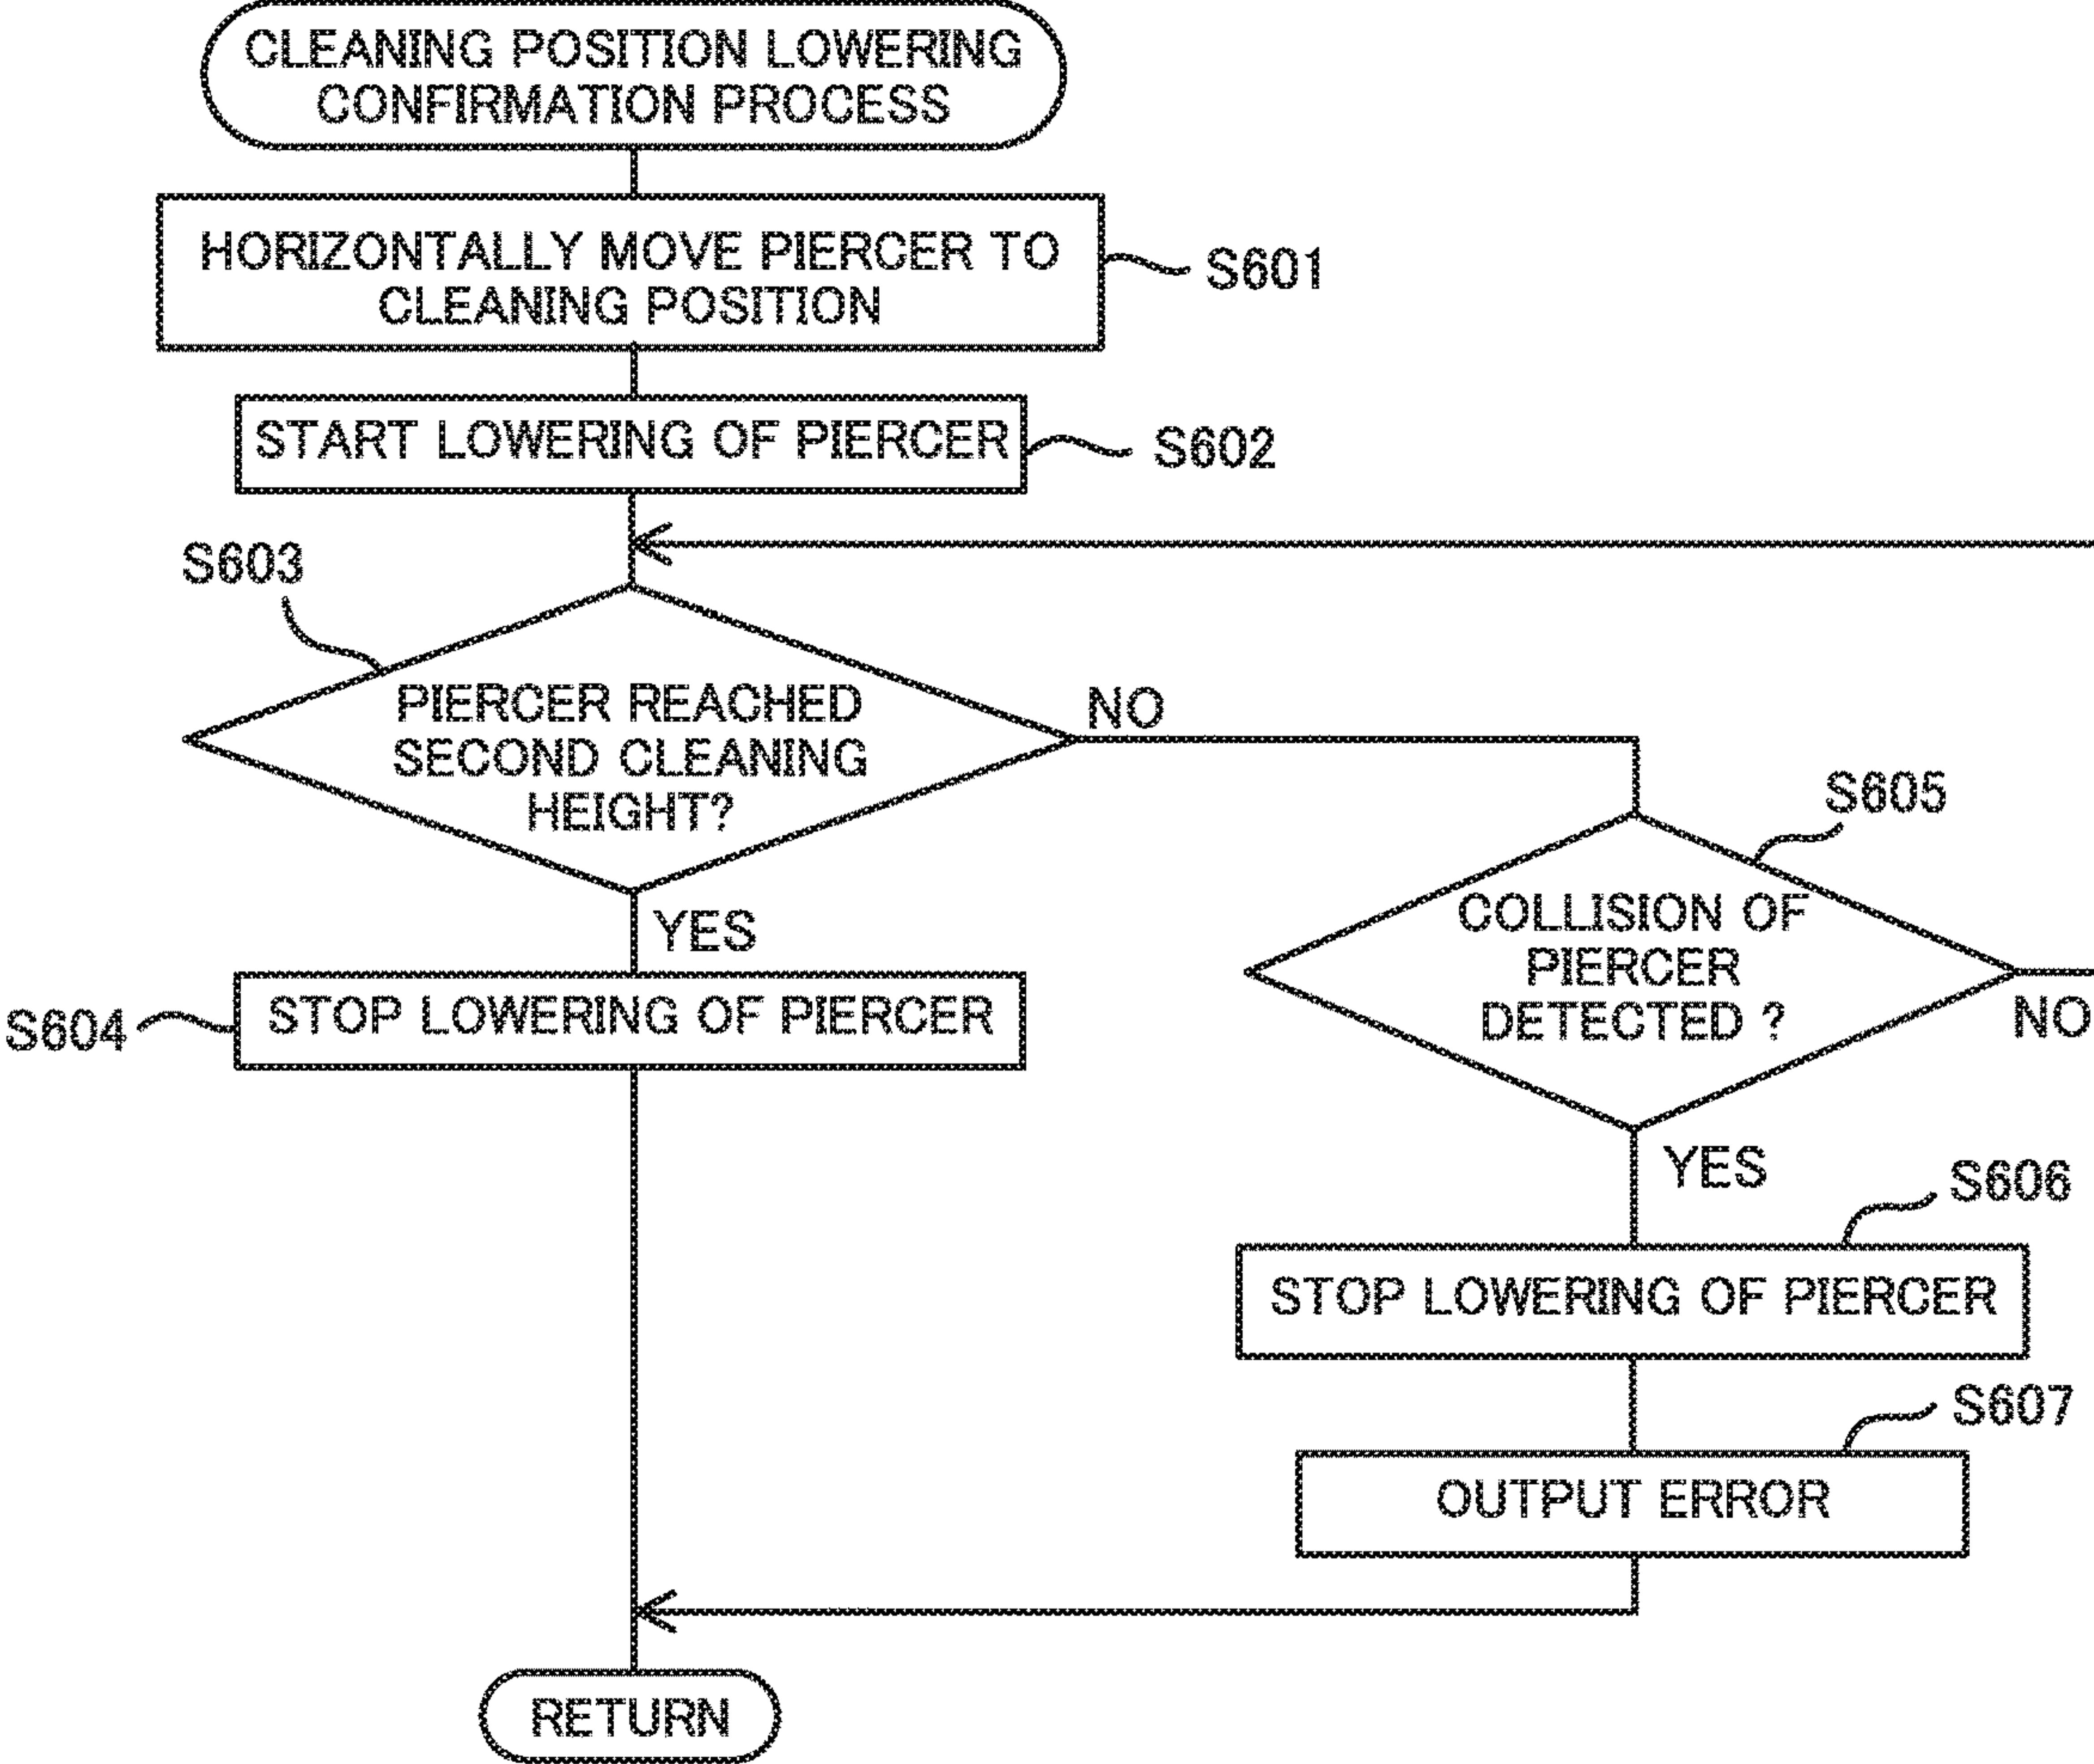 CLEANING POSITION LOWERING
CONFIRMATION PROCESS
HORIZONTALLY MOVE PIERCER TO
CLEANING POSITION
S601
START LOWERING OF PIERCER
S602
S603
PIERCER REACHED
SECOND CLEANING
HEIGHT?
NO
YES
S604
STOP LOWERING OF PIERCER
S605
COLLISION OF
PIERCER
DETECTED ?
NO
YES
S606
STOP LOWERING OF PIERCER
S607
OUTPUT ERROR
RETURN